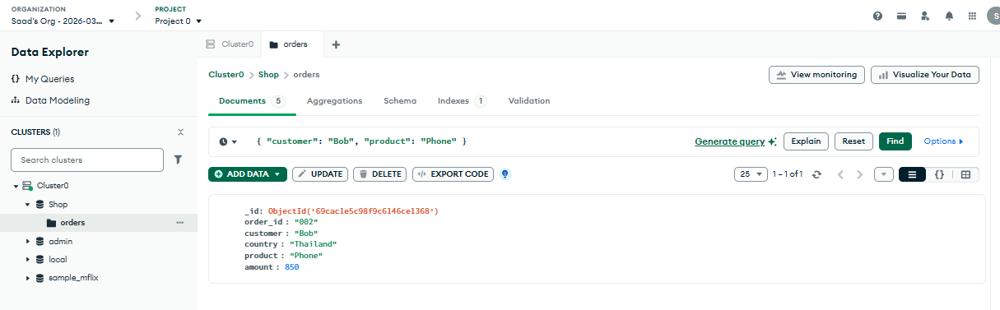 ORGANIZATION
Saad's Org - 2026-03...
PROJECT
Project 0
S
Data Explorer
My Queries
Data Modeling
CLUSTERS (1)
Search clusters
Cluster0
Shop
orders
admin
local
sample_mflix
Cluster0
orders
Cluster0 > Shop > orders
View monitoring
Visualize Your Data
Documents 5 Aggregations Schema Indexes 1 Validation
{ "customer": "Bob", "product": "Phone" }
Generate query Explain Reset Find Options
ADD DATA UPDATE DELETE EXPORT CODE
25 1 – 1 of 1 {}
_id: ObjectId('69cac1e5c98f9c6146ce1368')
order_id : "002"
customer : "Bob"
country : "Thailand"
product : "Phone"
amount : 850